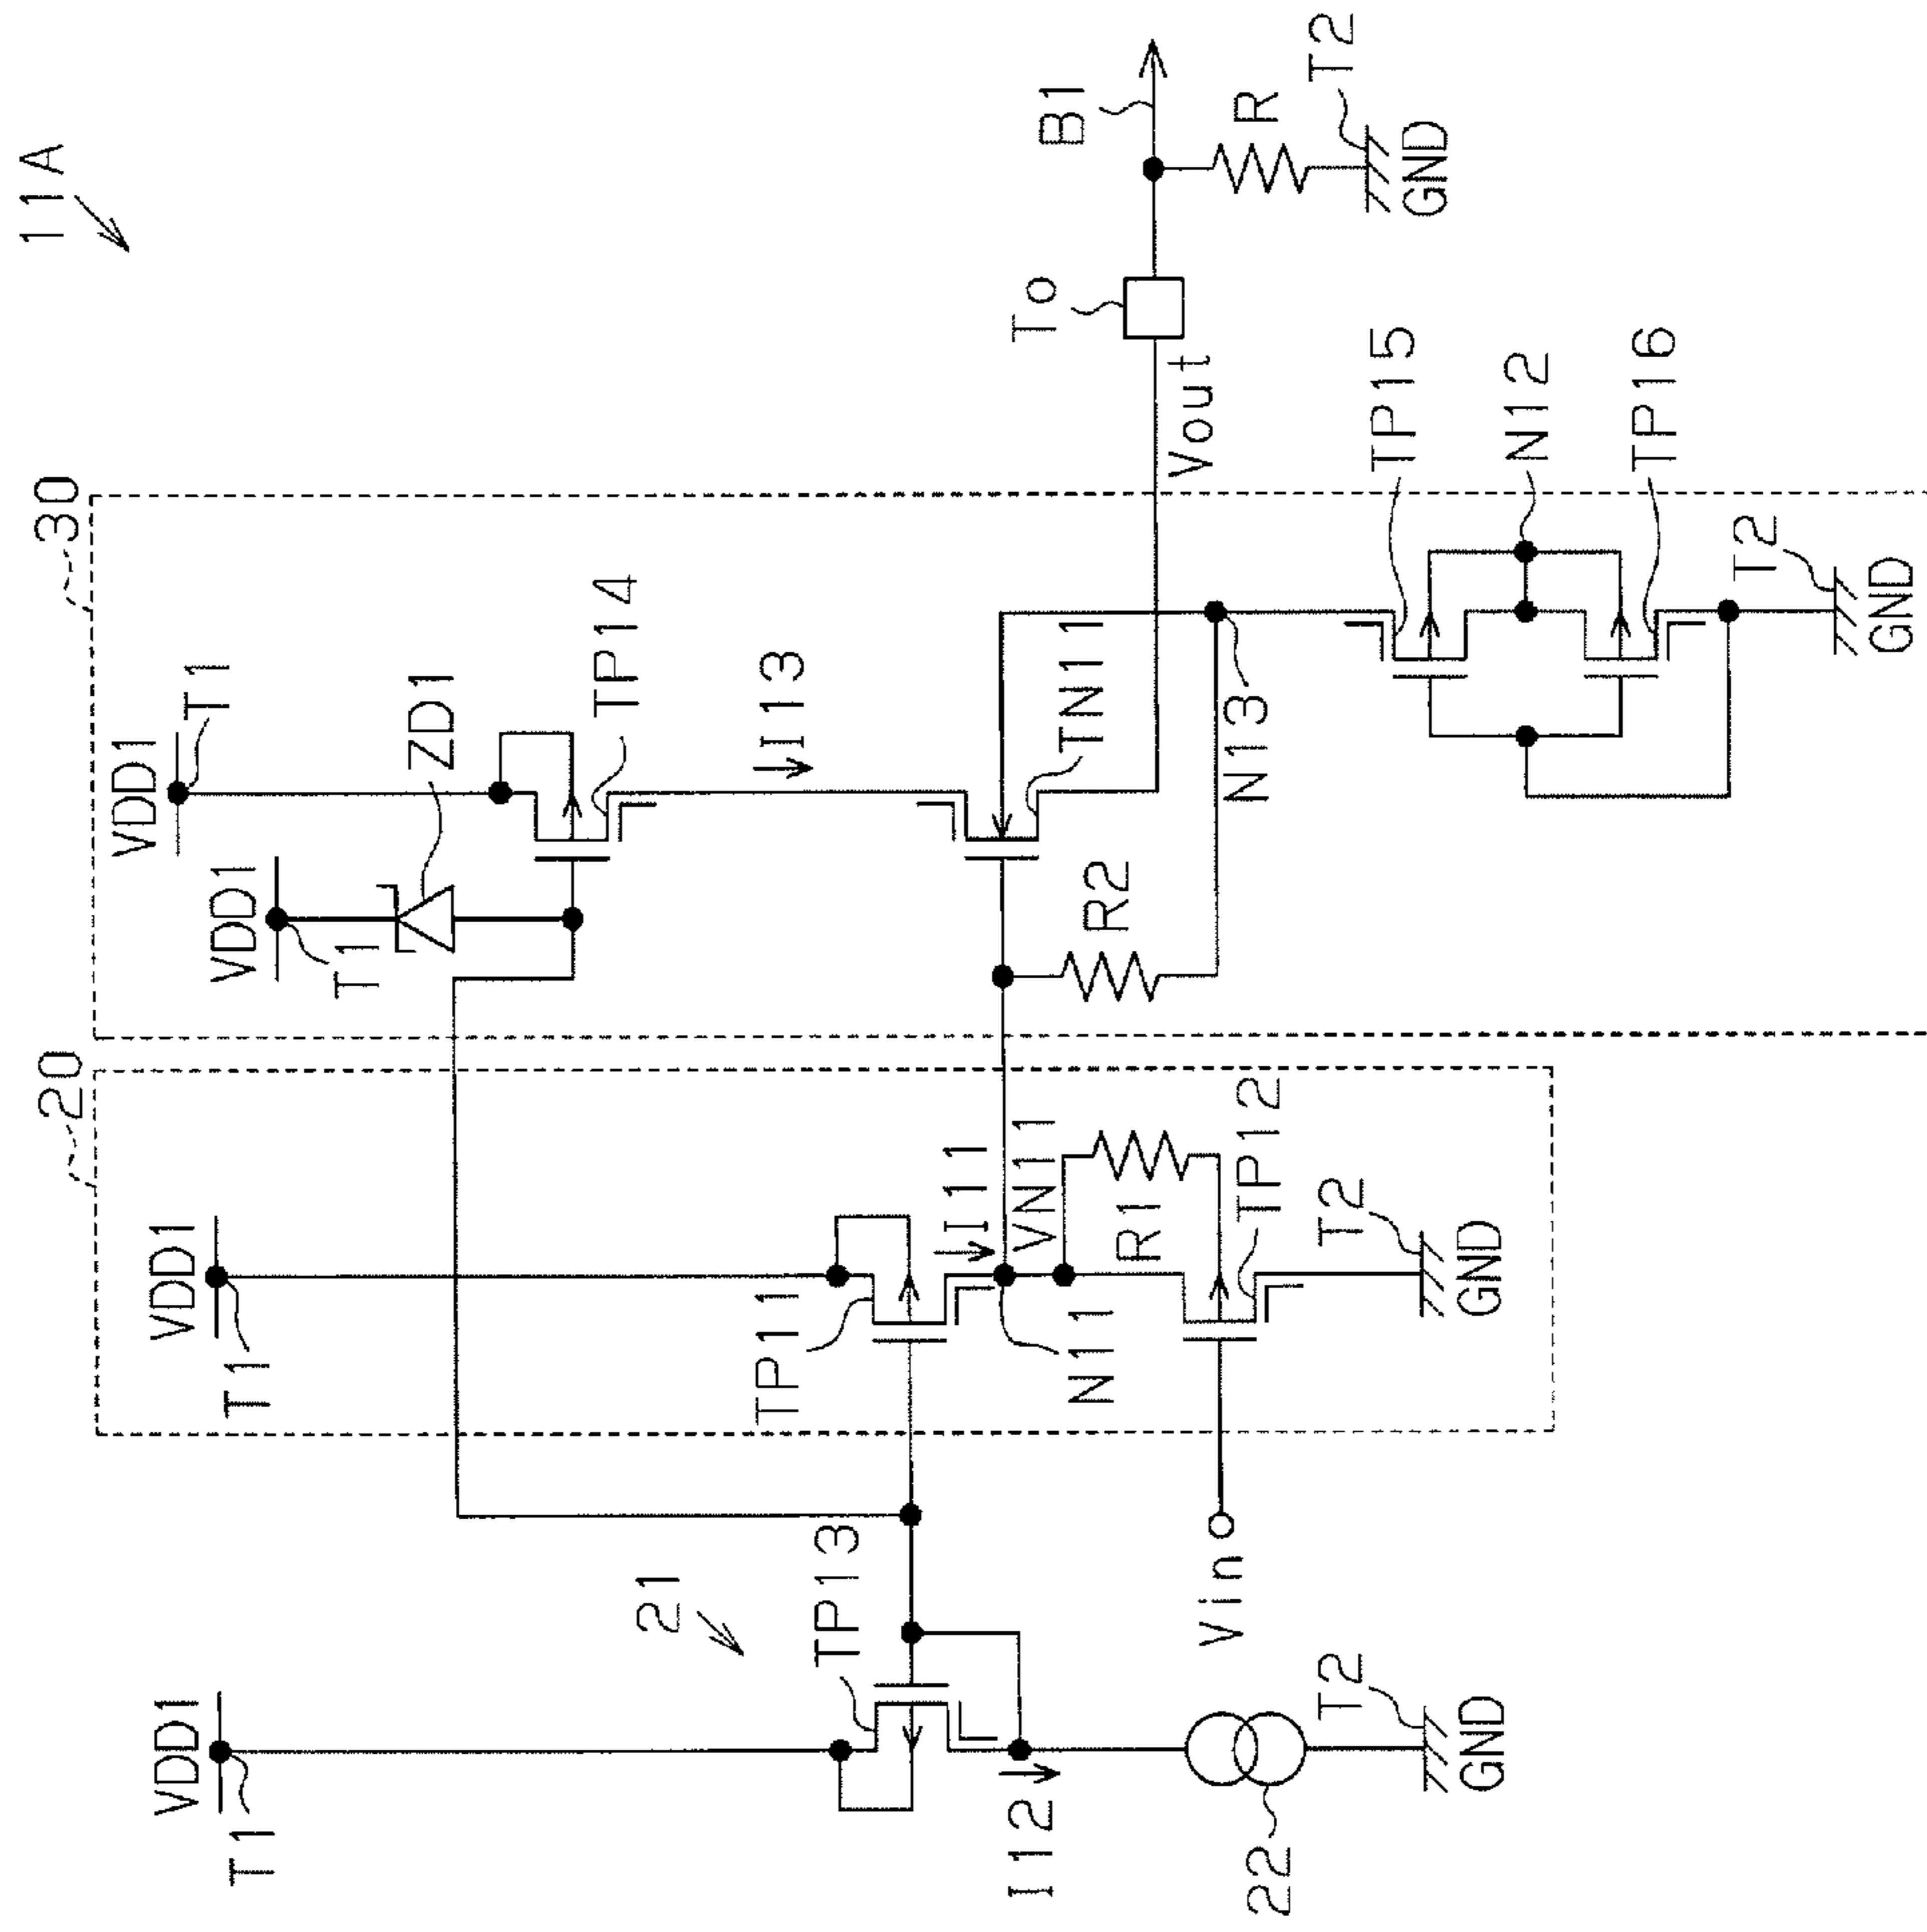 11A
30
20
VDD1
T1
VDD1
T1
VDD1
T1
VDD1
T1
ZD1
TP14
I13
TN11
R2
N13
TP11
I11
VN11
N11
R1
TP12
T2
GND
21
TP13
I12
22
T2
GND
Vin
Vout
To
B1
R
T2
GND
TP15
N12
TP16
T2
GND